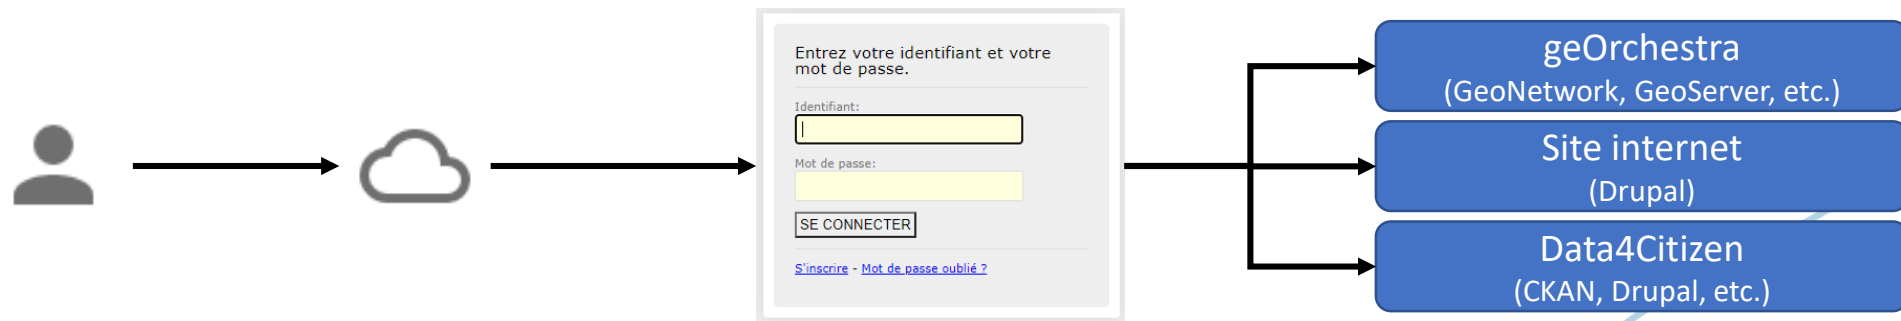 Entrez votre identifiant et votre
mot de passe.
Identifiant:
Mot de passe:
SE CONNECTER
S'inscrire - Mot de passe oublié ?
geOrchestra
(GeoNetwork, GeoServer, etc.)
Site internet
(Drupal)
Data4Citizen
(CKAN, Drupal, etc.)